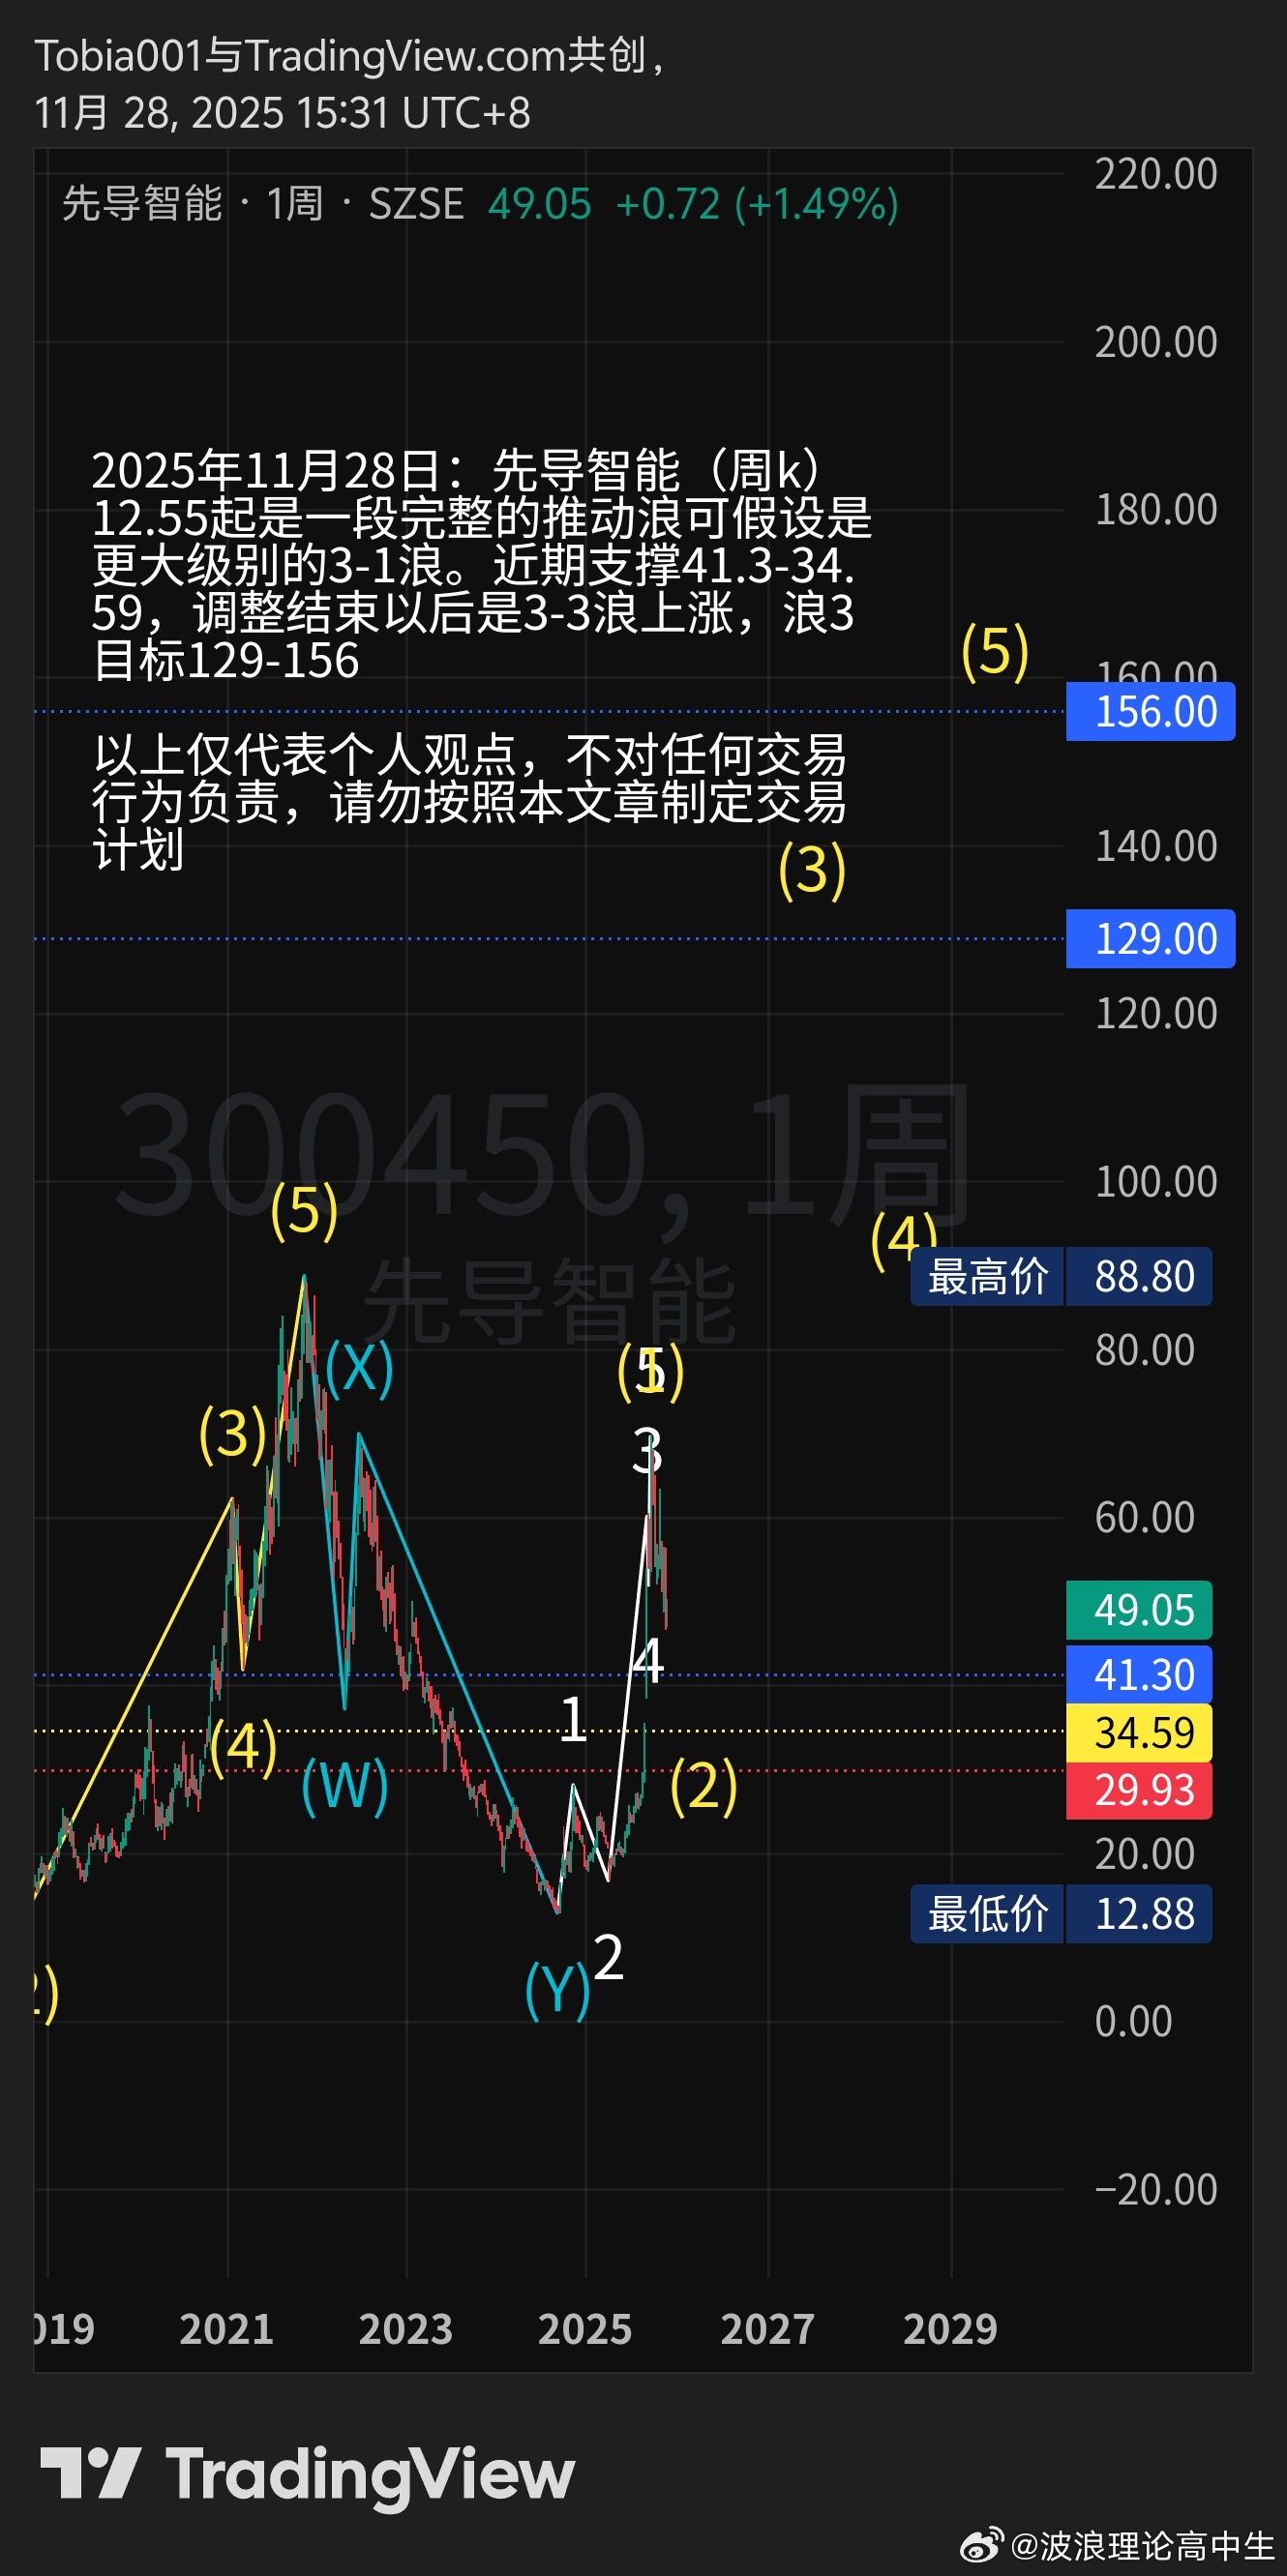 Tobia001与TradingView.com共创，
11月 28, 2025 15:31 UTC+8
220.00
先导智能 · 1周 · SZSE 49.05 +0.72 (+1.49%)
200.00
2025年11月28日：先导智能（周k）
12.55起是一段完整的推动浪可假设是
更大级别的3-1浪。近期支撑41.3-34.
59，调整结束以后是3-3浪上涨，浪3
目标129-156
180.00
(5)
160.00
156.00
以上仅代表个人观点，不对任何交易
行为负责，请勿按照本文章制定交易
计划
140.00
(3)
129.00
120.00
300450, 1周
先导智能
100.00
(5)
(4)
最高价 88.80
(X)
(1)
5
80.00
(3)
3
60.00
49.05
4
41.30
1
34.59
(4)
(W)
(2)
29.93
20.00
最低价 12.88
2
(Y)
2)
0.00
−20.00
019 2021 2023 2025 2027 2029
TradingView
@波浪理论高中生